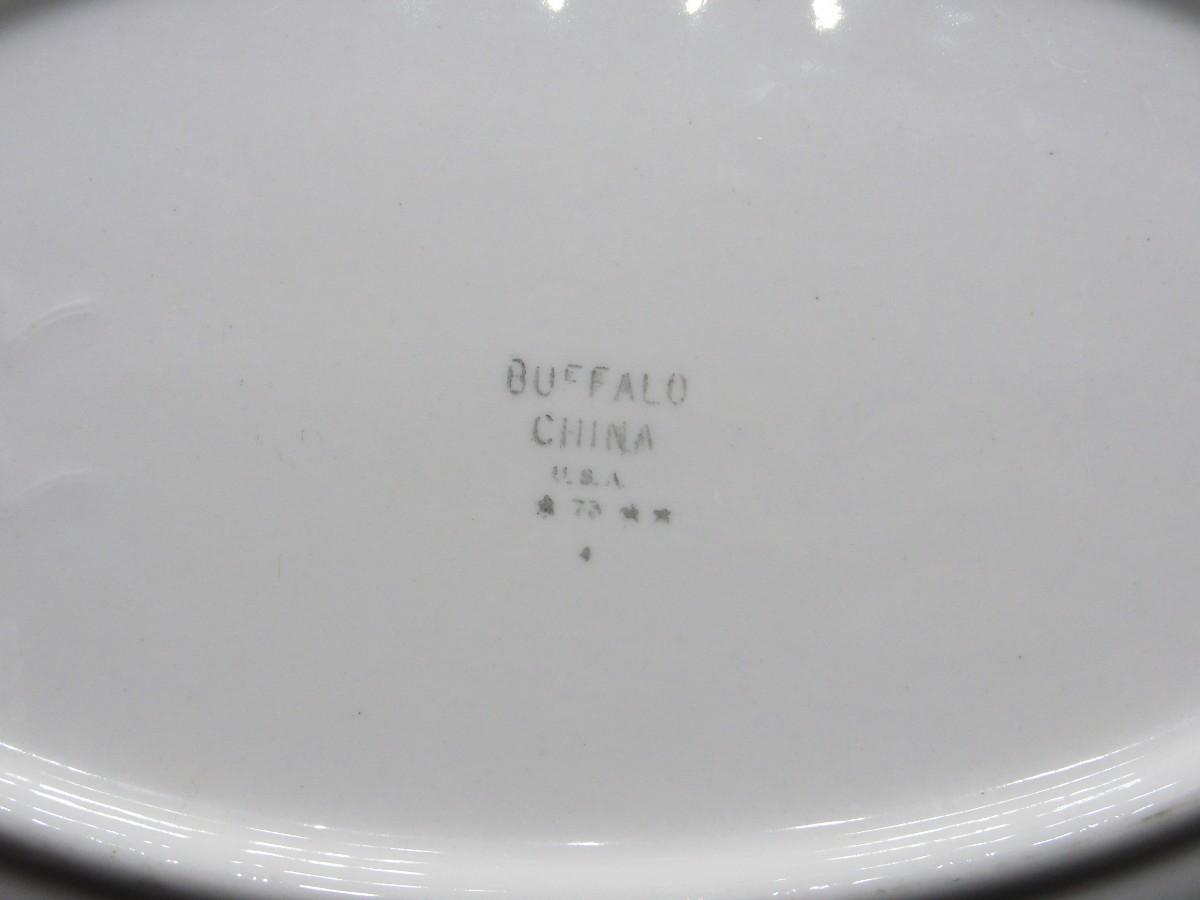 BUFFALO
CHINA
U.S.A.
★ 73 ★ ★
4